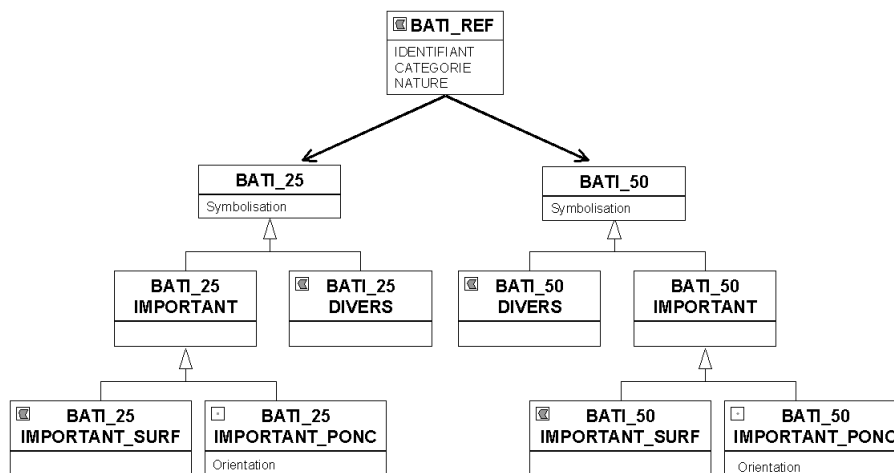 BATI_REF
IDENTIFIANT
CATEGORIE
NATURE
BATI_25
Symbolisation
BATI_50
Symbolisation
BATI_25
IMPORTANT
BATI_25
DIVERS
BATI_50
DIVERS
BATI_50
IMPORTANT
BATI_25
IMPORTANT_SURF
BATI_25
IMPORTANT_PONC
Orientation
BATI_50
IMPORTANT_SURF
BATI_50
IMPORTANT_PONC
Orientation